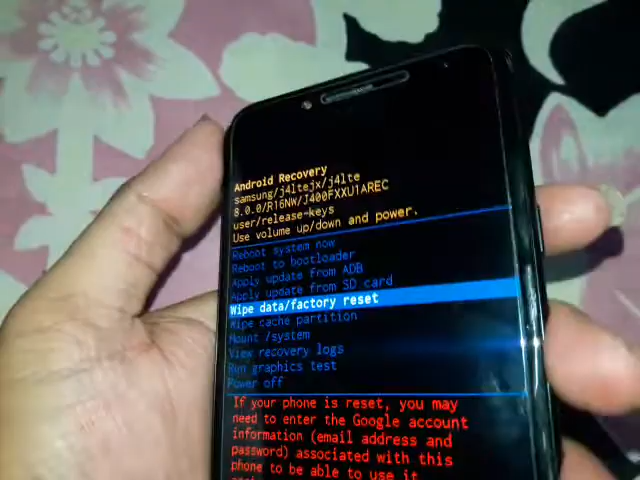 Android Recovery
samsung/j4ltejx/j4lte
8.0.0/R16NW/J400FXXU1AREC
user/release-keys
Use volume up/down and power.
Reboot system now
Reboot to bootloader
Apply update from ADB
Apply update from SD card
Wipe data/factory reset
Wipe cache partition
Mount /system
View recovery logs
Run graphics test
Power off
If your phone is reset, you may
need to enter the Google account
information (email address and
password) associated with this
phone to be able to use it